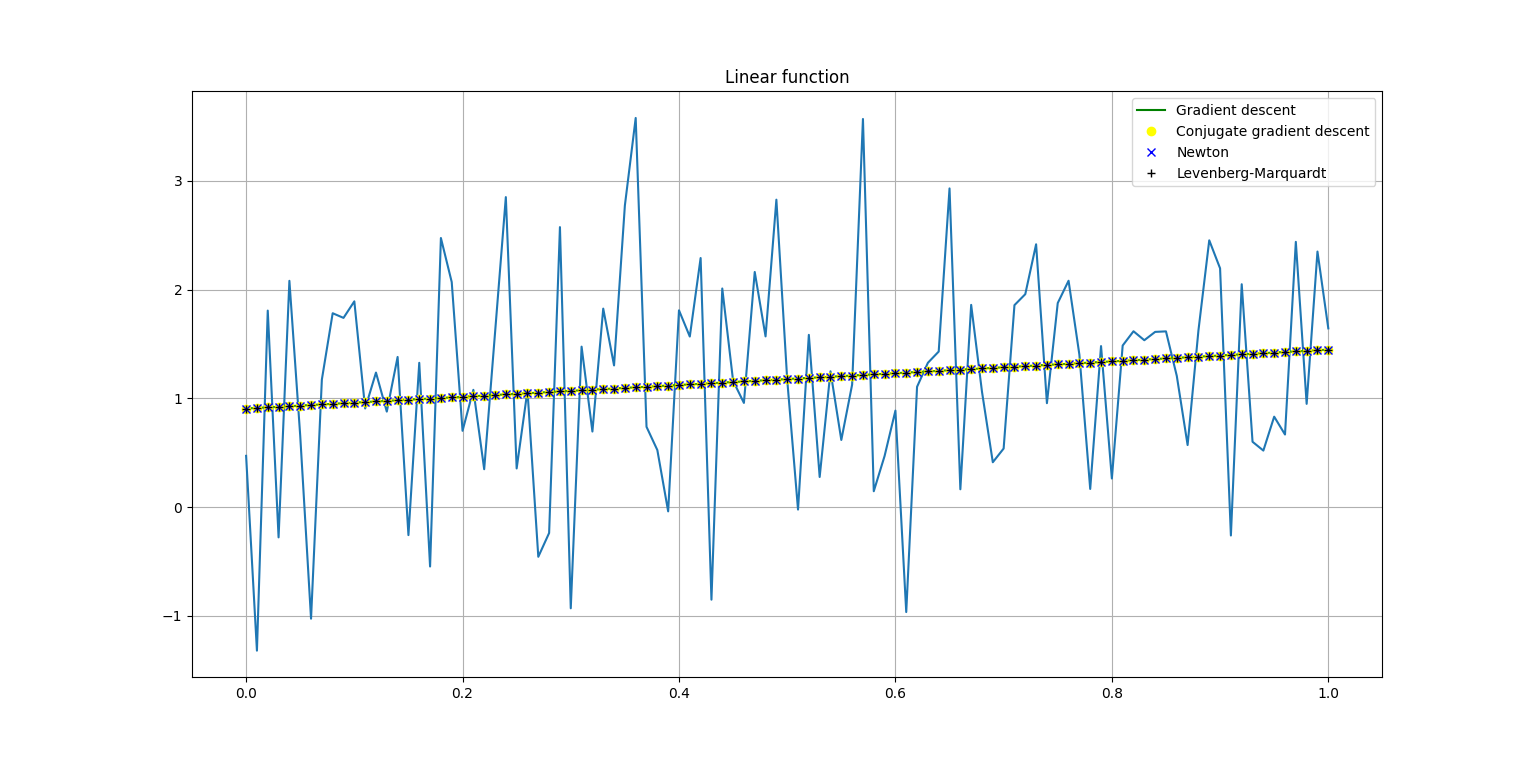 Linear function
Gradient descent
Conjugate gradient descent
Newton
Levenberg-Marquardt
3
2
1
0
−1
0.0 0.2 0.4 0.6 0.8 1.0